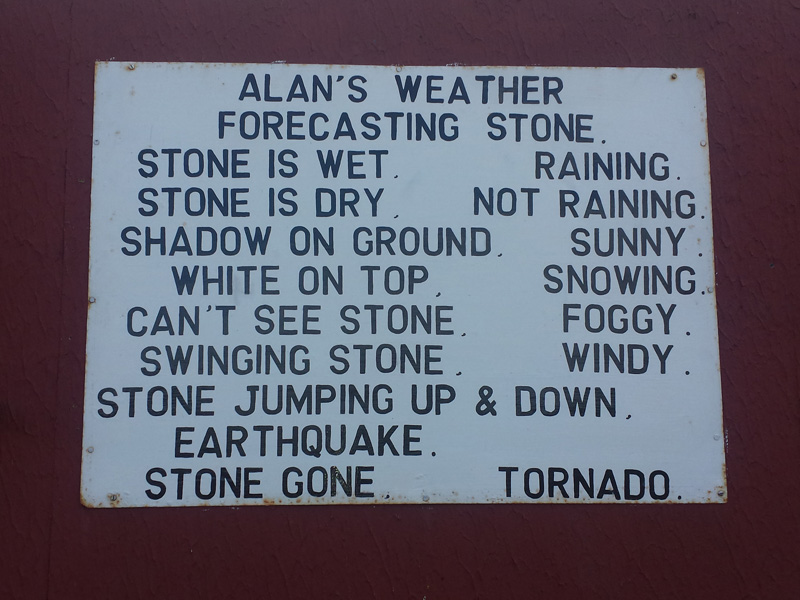 ALAN'S WEATHER
FORECASTING STONE.
STONE IS WET. RAINING.
STONE IS DRY. NOT RAINING.
SHADOW ON GROUND. SUNNY.
WHITE ON TOP. SNOWING.
CAN'T SEE STONE. FOGGY.
SWINGING STONE. WINDY.
STONE JUMPING UP & DOWN.
EARTHQUAKE.
STONE GONE. TORNADO.